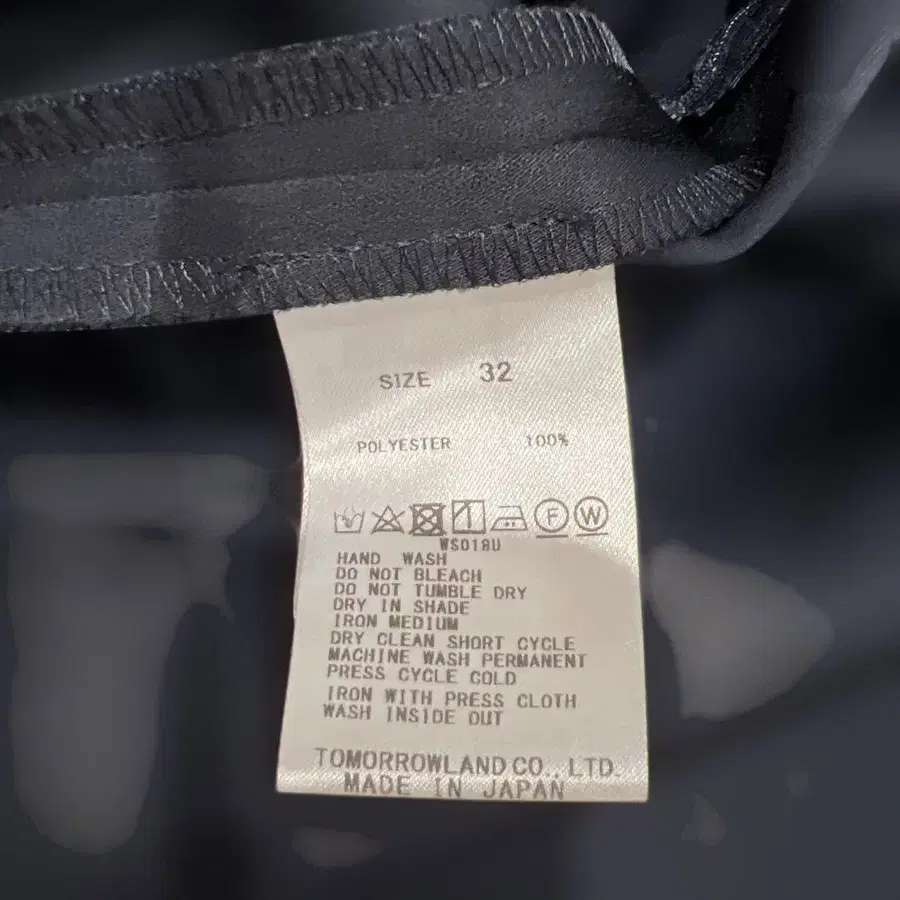 SIZE 32
POLYESTER 100%
F W
WS018U
HAND WASH
DO NOT BLEACH
DO NOT TUMBLE DRY
DRY IN SHADE
IRON MEDIUM
DRY CLEAN SHORT CYCLE
MACHINE WASH PERMANENT
PRESS CYCLE COLD
IRON WITH PRESS CLOTH
WASH INSIDE OUT
TOMORROWLAND CO., LTD.
MADE IN JAPAN